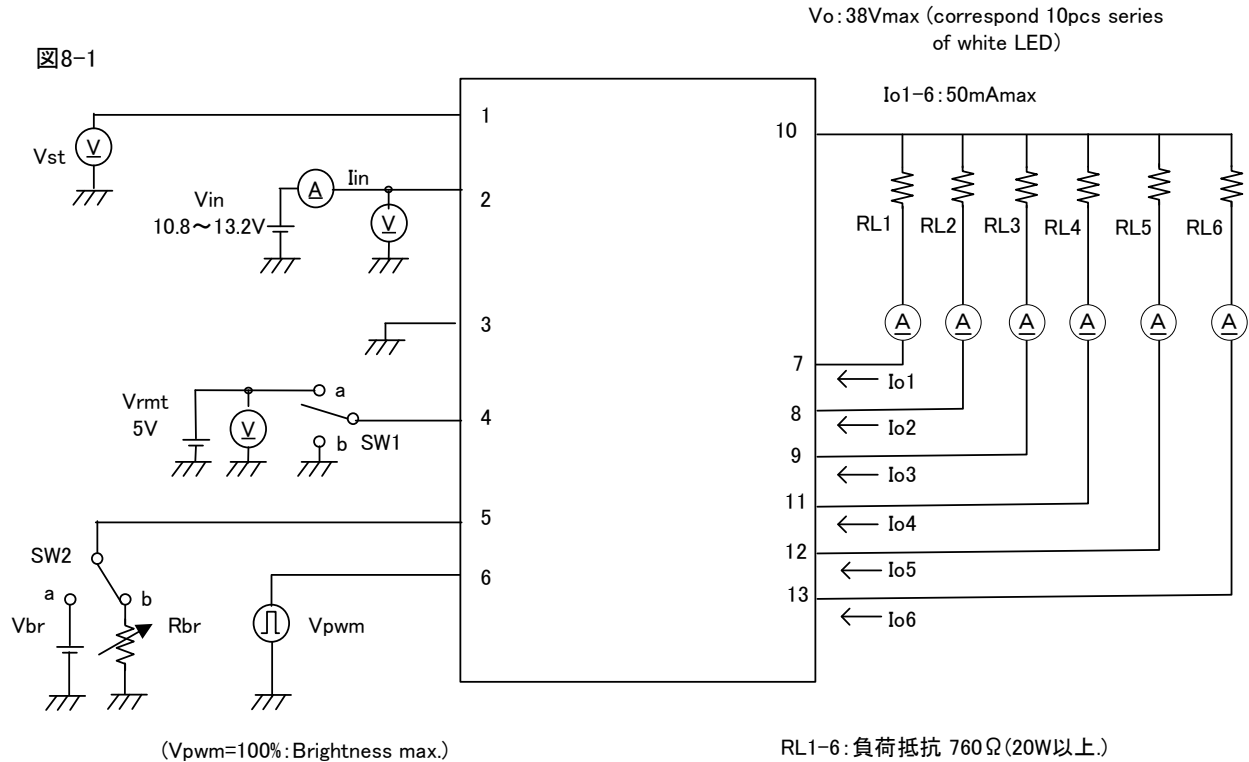 Vo:38Vmax (correspond 10pcs series
of white LED)
図8-1
Io1-6:50mAmax
1
10
Vst
V
Vin
10.8～13.2V
A
Iin
2
V
RL1
RL2
RL3
RL4
RL5
RL6
3
A
A
A
A
A
A
7
Io1
Vrmt
5V
V
a
b
SW1
4
8
Io2
9
Io3
11
Io4
5
12
Io5
SW2
6
13
Io6
a
b
Vbr
Rbr
Vpwm
(Vpwm=100%:Brightness max.)
RL1-6:負荷抵抗 760Ω(20W以上.)